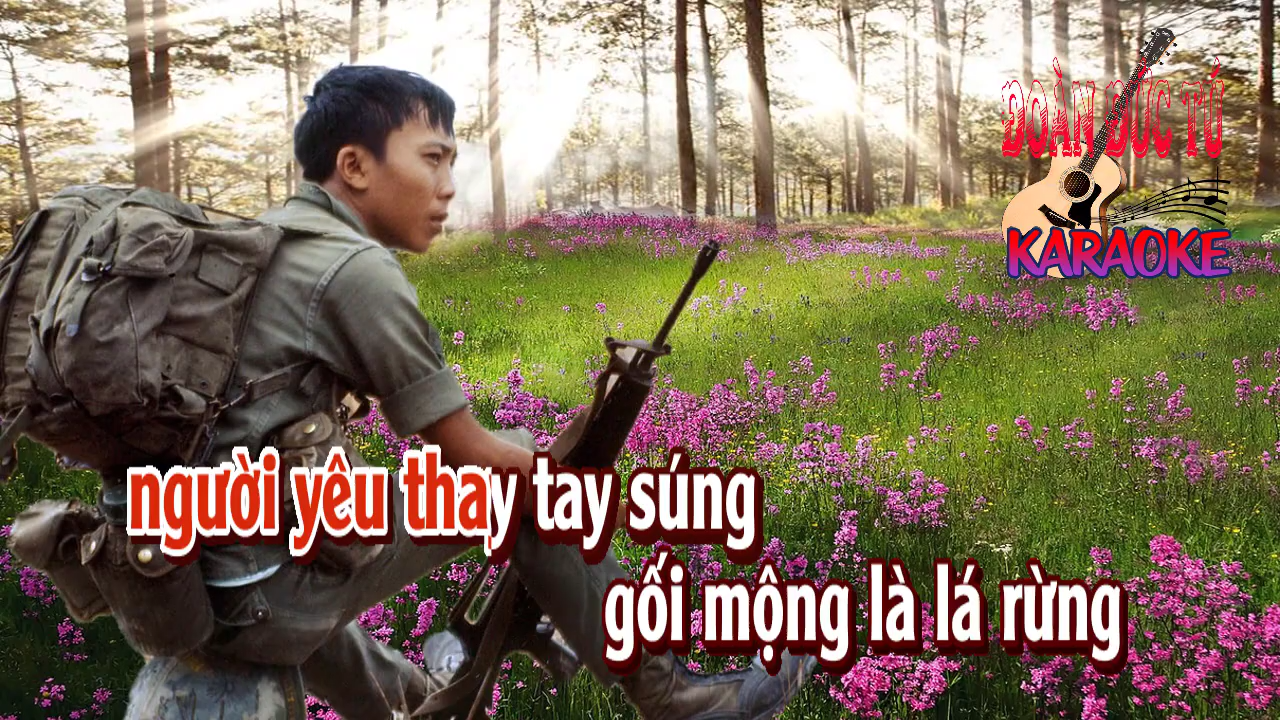 ĐOÀN ĐỨC TÚ
KARAOKE
người yêu thay tay súng
gối mộng là lá rừng